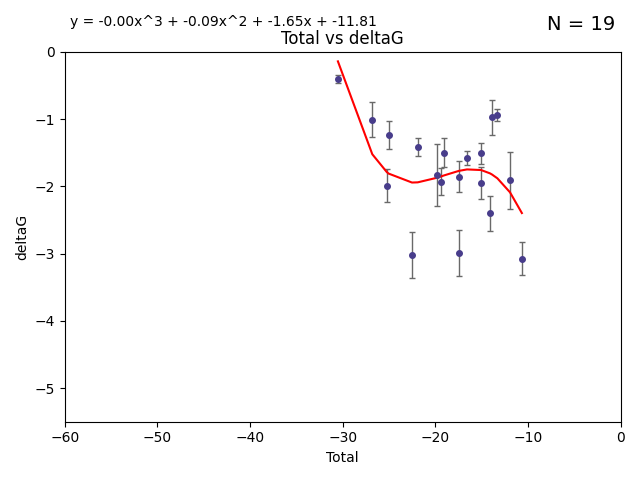 y = -0.00x^3 + -0.09x^2 + -1.65x + -11.81
N = 19
Total vs deltaG
0
−1
−2
−3
−4
−5
deltaG
−60 −50 −40 −30 −20 −10 0
Total